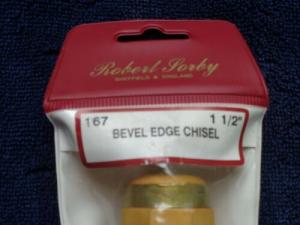 Robert Sorby
SHEFFIELD ENGLAND
167 1 1/2"
BEVEL EDGE CHISEL